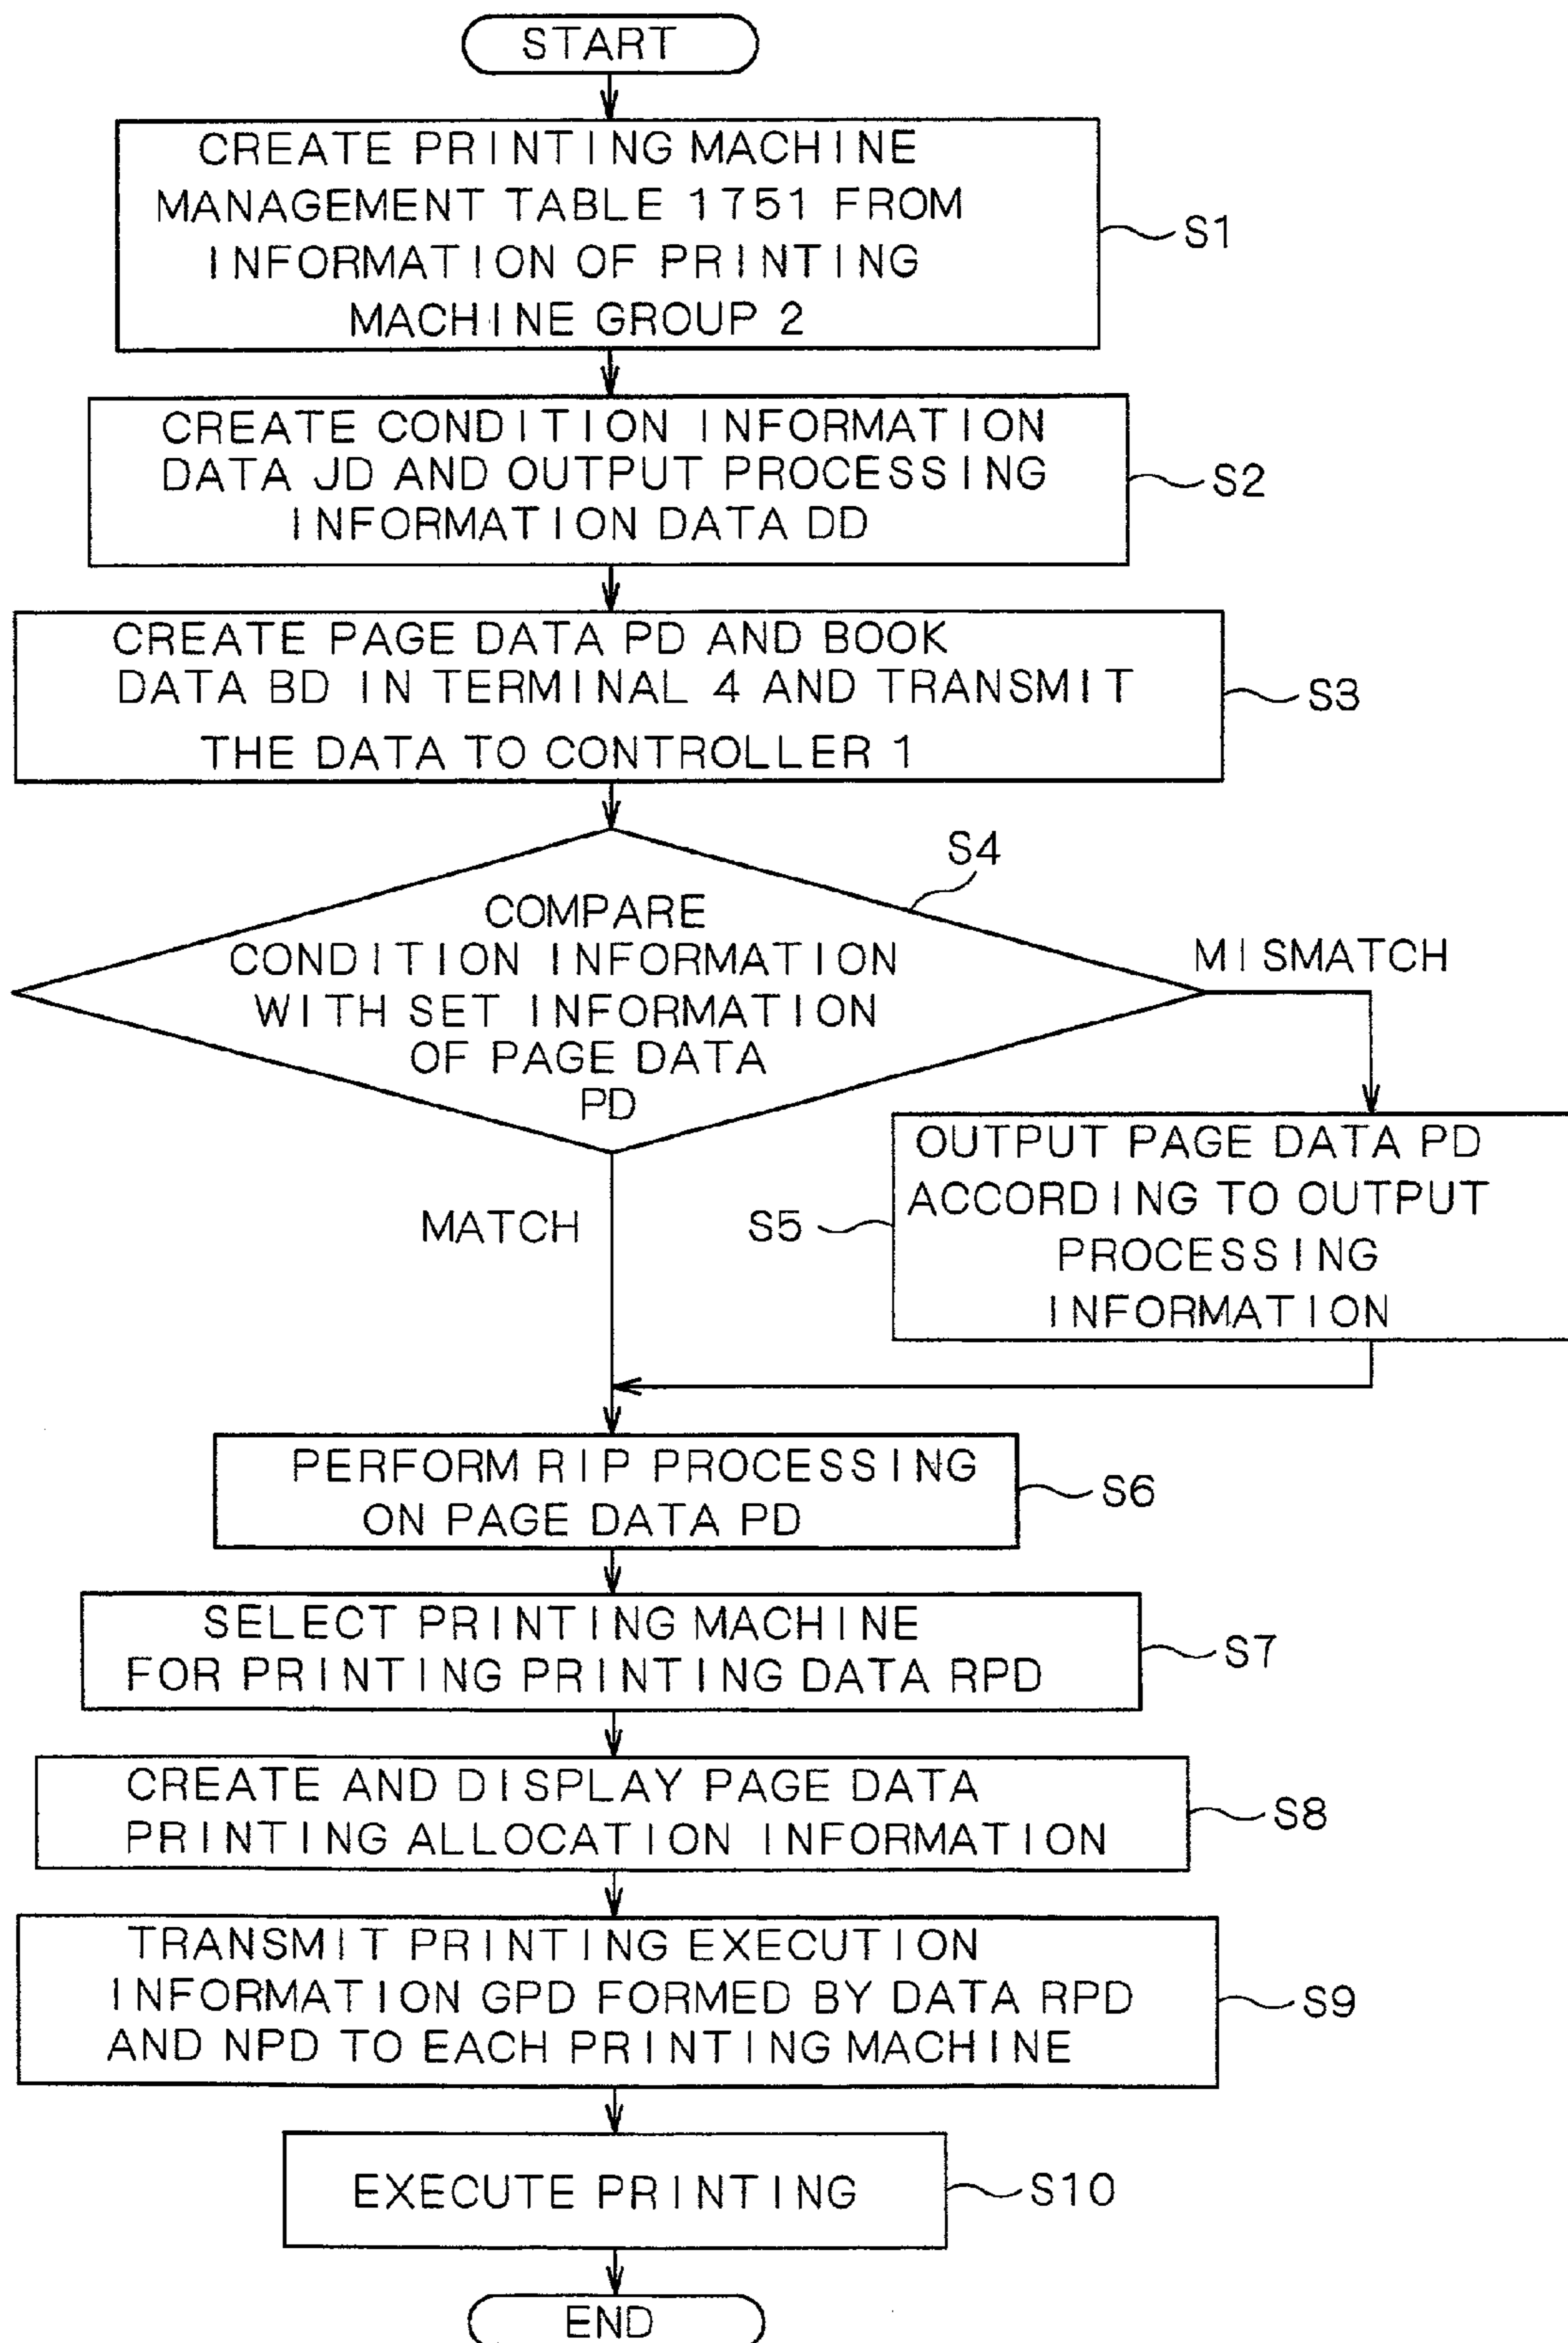 START
CREATE PRINTING MACHINE
MANAGEMENT TABLE 1751 FROM
INFORMATION OF PRINTING
MACHINE GROUP 2
S1
CREATE CONDITION INFORMATION
DATA JD AND OUTPUT PROCESSING
INFORMATION DATA DD
S2
CREATE PAGE DATA PD AND BOOK
DATA BD IN TERMINAL 4 AND TRANSMIT
THE DATA TO CONTROLLER 1
S3
S4
COMPARE
CONDITION INFORMATION
WITH SET INFORMATION
OF PAGE DATA
PD
MISMATCH
MATCH
S5
OUTPUT PAGE DATA PD
ACCORDING TO OUTPUT
PROCESSING
INFORMATION
PERFORM RIP PROCESSING
ON PAGE DATA PD
S6
SELECT PRINTING MACHINE
FOR PRINTING PRINTING DATA RPD
S7
CREATE AND DISPLAY PAGE DATA
PRINTING ALLOCATION INFORMATION
S8
TRANSMIT PRINTING EXECUTION
INFORMATION GPD FORMED BY DATA RPD
AND NPD TO EACH PRINTING MACHINE
S9
EXECUTE PRINTING
S10
END